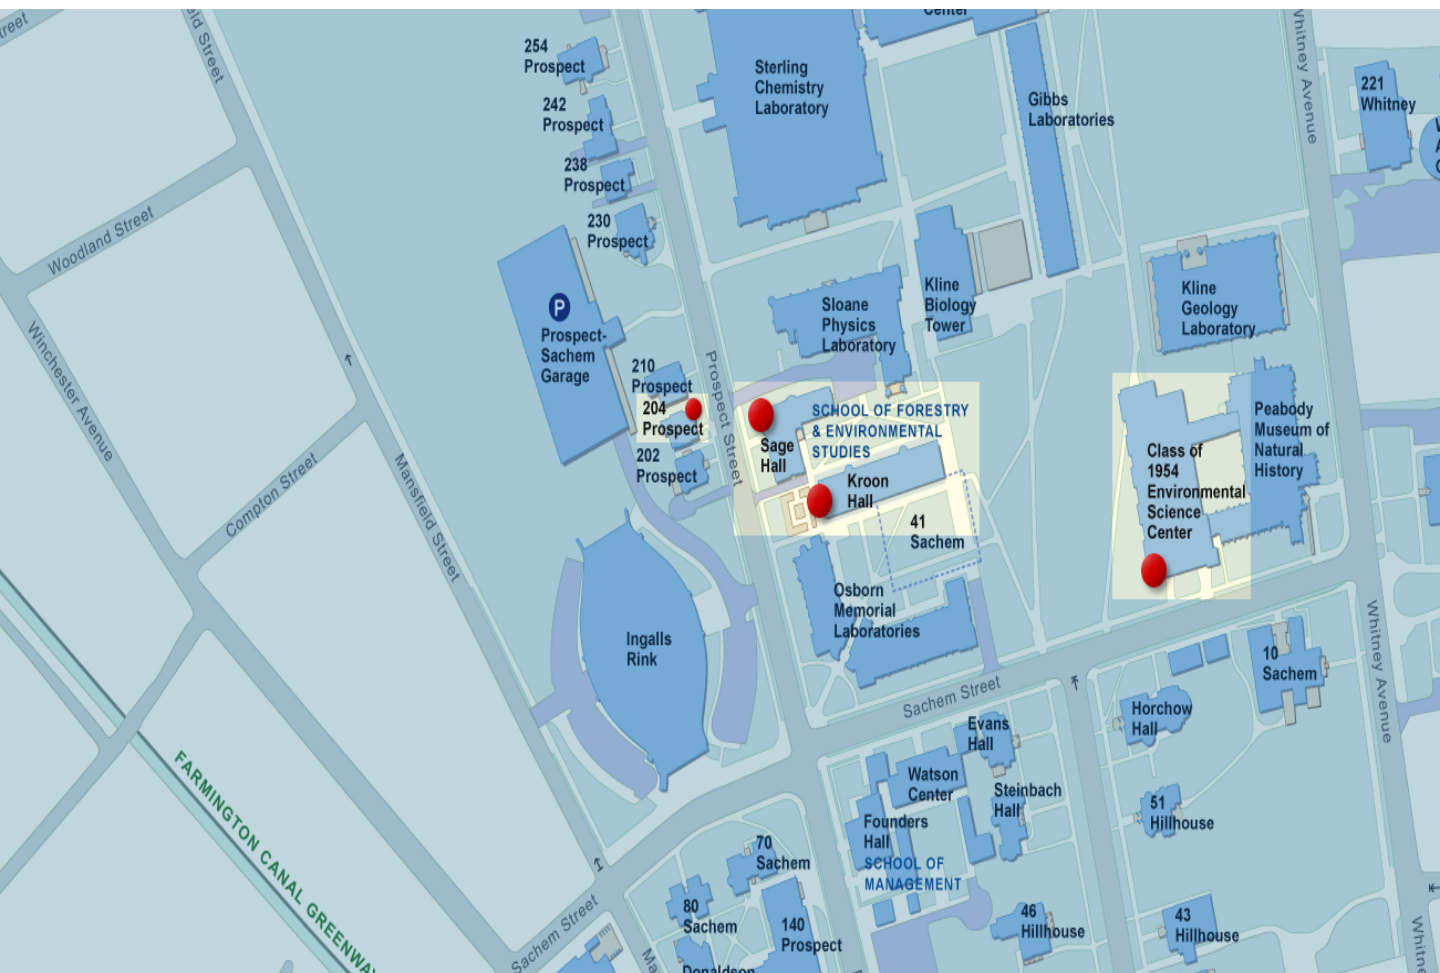 Center
Street
Mansfield Street
Whitney Avenue
254
Prospect
Sterling
Chemistry
Laboratory
221
Whitney
242
Prospect
Gibbs
Laboratories
238
Prospect
Woodland Street
230
Prospect
Kline
Biology
Tower
Kline
Geology
Laboratory
Sloane
Physics
Laboratory
P
Prospect-
Sachem
Garage
Winchester Avenue
210
Prospect
Prospect Street
204
Prospect
SCHOOL OF FORESTRY
& ENVIRONMENTAL
STUDIES
Sage
Hall
Peabody
Museum of
Natural
History
202
Prospect
Class of
1954
Environmental
Science
Center
Kroon
Hall
Compton Street
Mansfield Street
41
Sachem
Osborn
Memorial
Laboratories
Ingalls
Rink
Whitney Avenue
10
Sachem
Sachem Street
Horchow
Hall
Evans
Hall
Watson
Center
Steinbach
Hall
51
Hillhouse
FARMINGTON CANAL GREENWAY
Founders
Hall
70
Sachem
SCHOOL OF
MANAGEMENT
80
Sachem
46
Hillhouse
43
Hillhouse
140
Prospect
Sachem Street
Donaldson